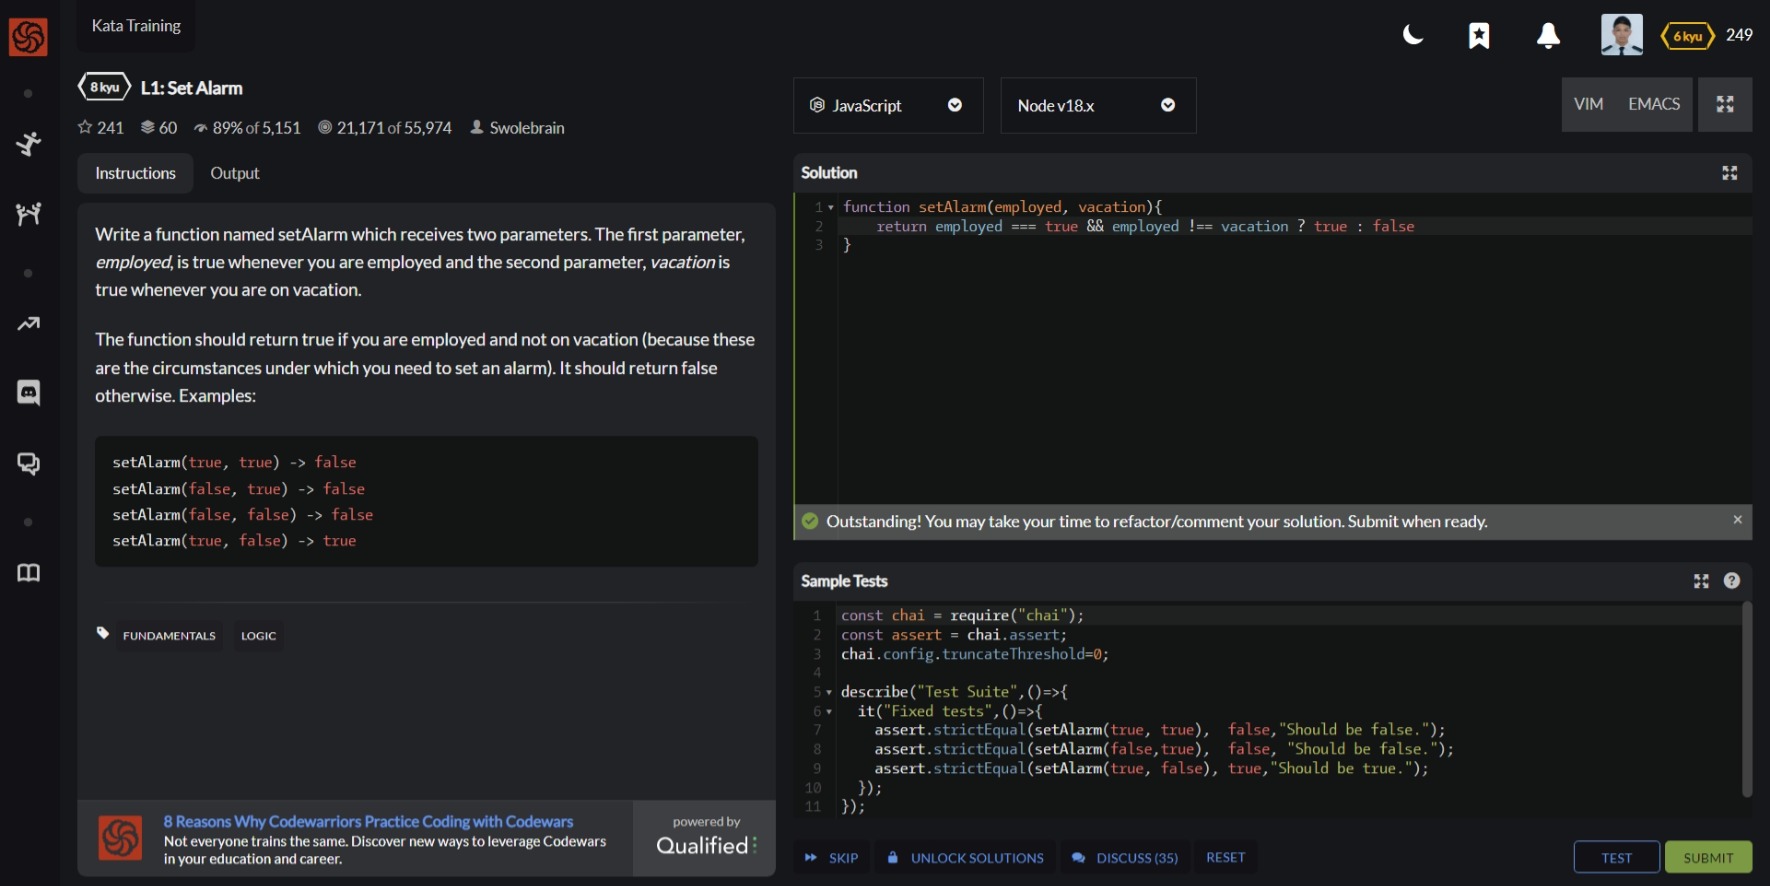 Kata Training
6 kyu 249
8 kyu L1: Set Alarm
241 60 89% of 5,151 21,171 of 55,974 Swolebrain
JavaScript
Node v18.x
VIM EMACS
Instructions Output
Write a function named setAlarm which receives two parameters. The first parameter,
employed, is true whenever you are employed and the second parameter, vacation is
true whenever you are on vacation.
The function should return true if you are employed and not on vacation (because these
are the circumstances under which you need to set an alarm). It should return false
otherwise. Examples:
setAlarm(true, true) -> false
setAlarm(false, true) -> false
setAlarm(false, false) -> false
setAlarm(true, false) -> true
FUNDAMENTALS LOGIC
8 Reasons Why Codewarriors Practice Coding with Codewars
Not everyone trains the same. Discover new ways to leverage Codewars
in your education and career.
powered by
Qualified
Solution
1 function setAlarm(employed, vacation){
2 return employed === true && employed !== vacation ? true : false
3 }
Outstanding! You may take your time to refactor/comment your solution. Submit when ready. ×
Sample Tests
1 const chai = require("chai");
2 const assert = chai.assert;
3 chai.config.truncateThreshold=0;
4
5 describe("Test Suite",()=>{
6 it("Fixed tests",()=>{
7 assert.strictEqual(setAlarm(true, true), false,"Should be false.");
8 assert.strictEqual(setAlarm(false,true), false, "Should be false.");
9 assert.strictEqual(setAlarm(true, false), true,"Should be true.");
10 });
11 });
SKIP UNLOCK SOLUTIONS DISCUSS (35) RESET TEST SUBMIT